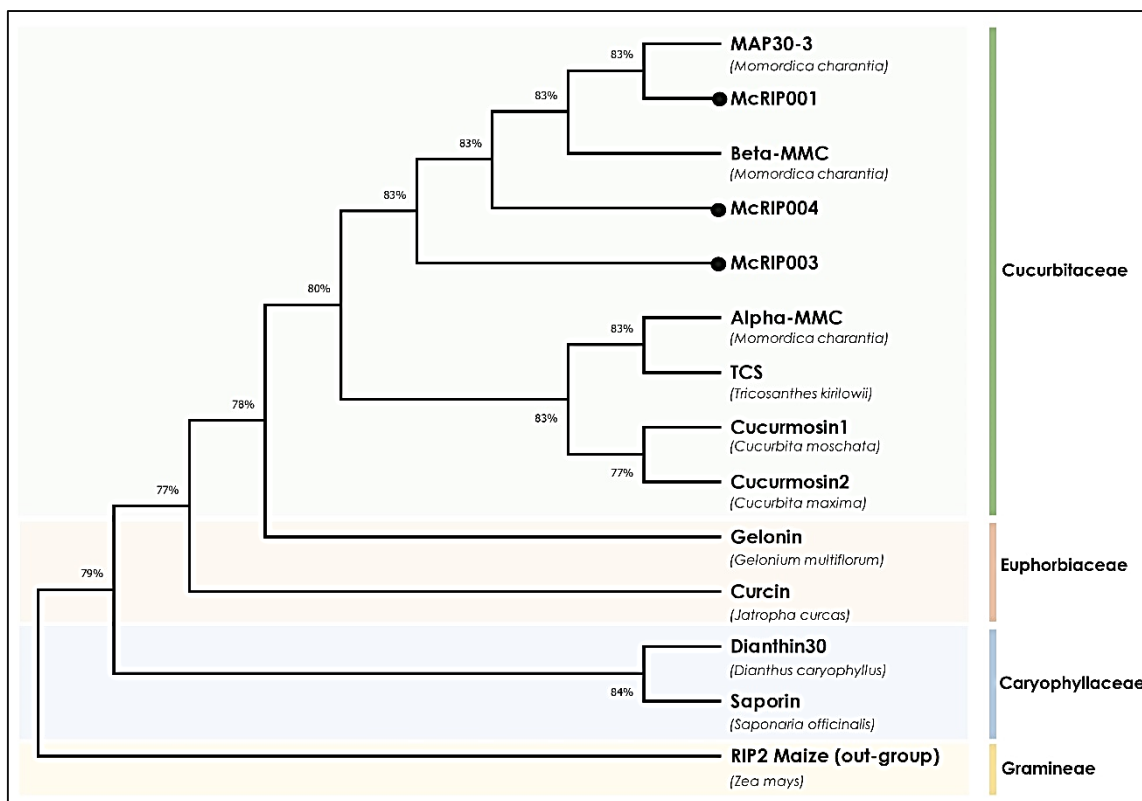 83%
MAP30-3
(Momordica charantia)
83%
McRIP001
83%
Beta-MMC
(Momordica charantia)
83%
McRIP004
83%
McRIP003
Cucurbitaceae
80%
Alpha-MMC
(Momordica charantia)
83%
TCS
(Tricosanthes kirilowii)
83%
Cucurmosin1
(Cucurbita moschata)
78%
77%
Cucurmosin2
(Cucurbita maxima)
77%
Gelonin
(Gelonium multiflorum)
Euphorbiaceae
79%
Curcin
(Jatropha curcas)
Dianthin30
(Dianthus caryophyllus)
Caryophyllaceae
84%
Saporin
(Saponaria officinalis)
RIP2 Maize (out-group)
(Zea mays)
Gramineae